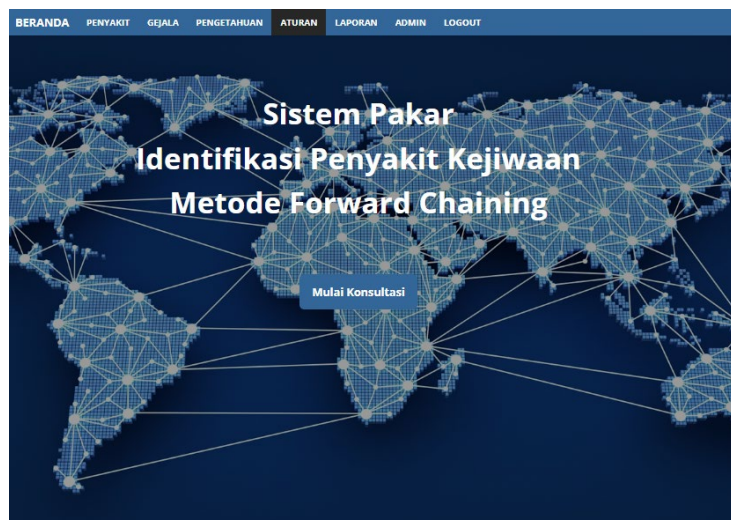 BERANDA PENYAKIT GEJALA PENGETAHUAN ATURAN LAPORAN ADMIN LOGOUT
Sistem Pakar
Identifikasi Penyakit Kejiwaan
Metode Forward Chaining
Mulai Konsultasi